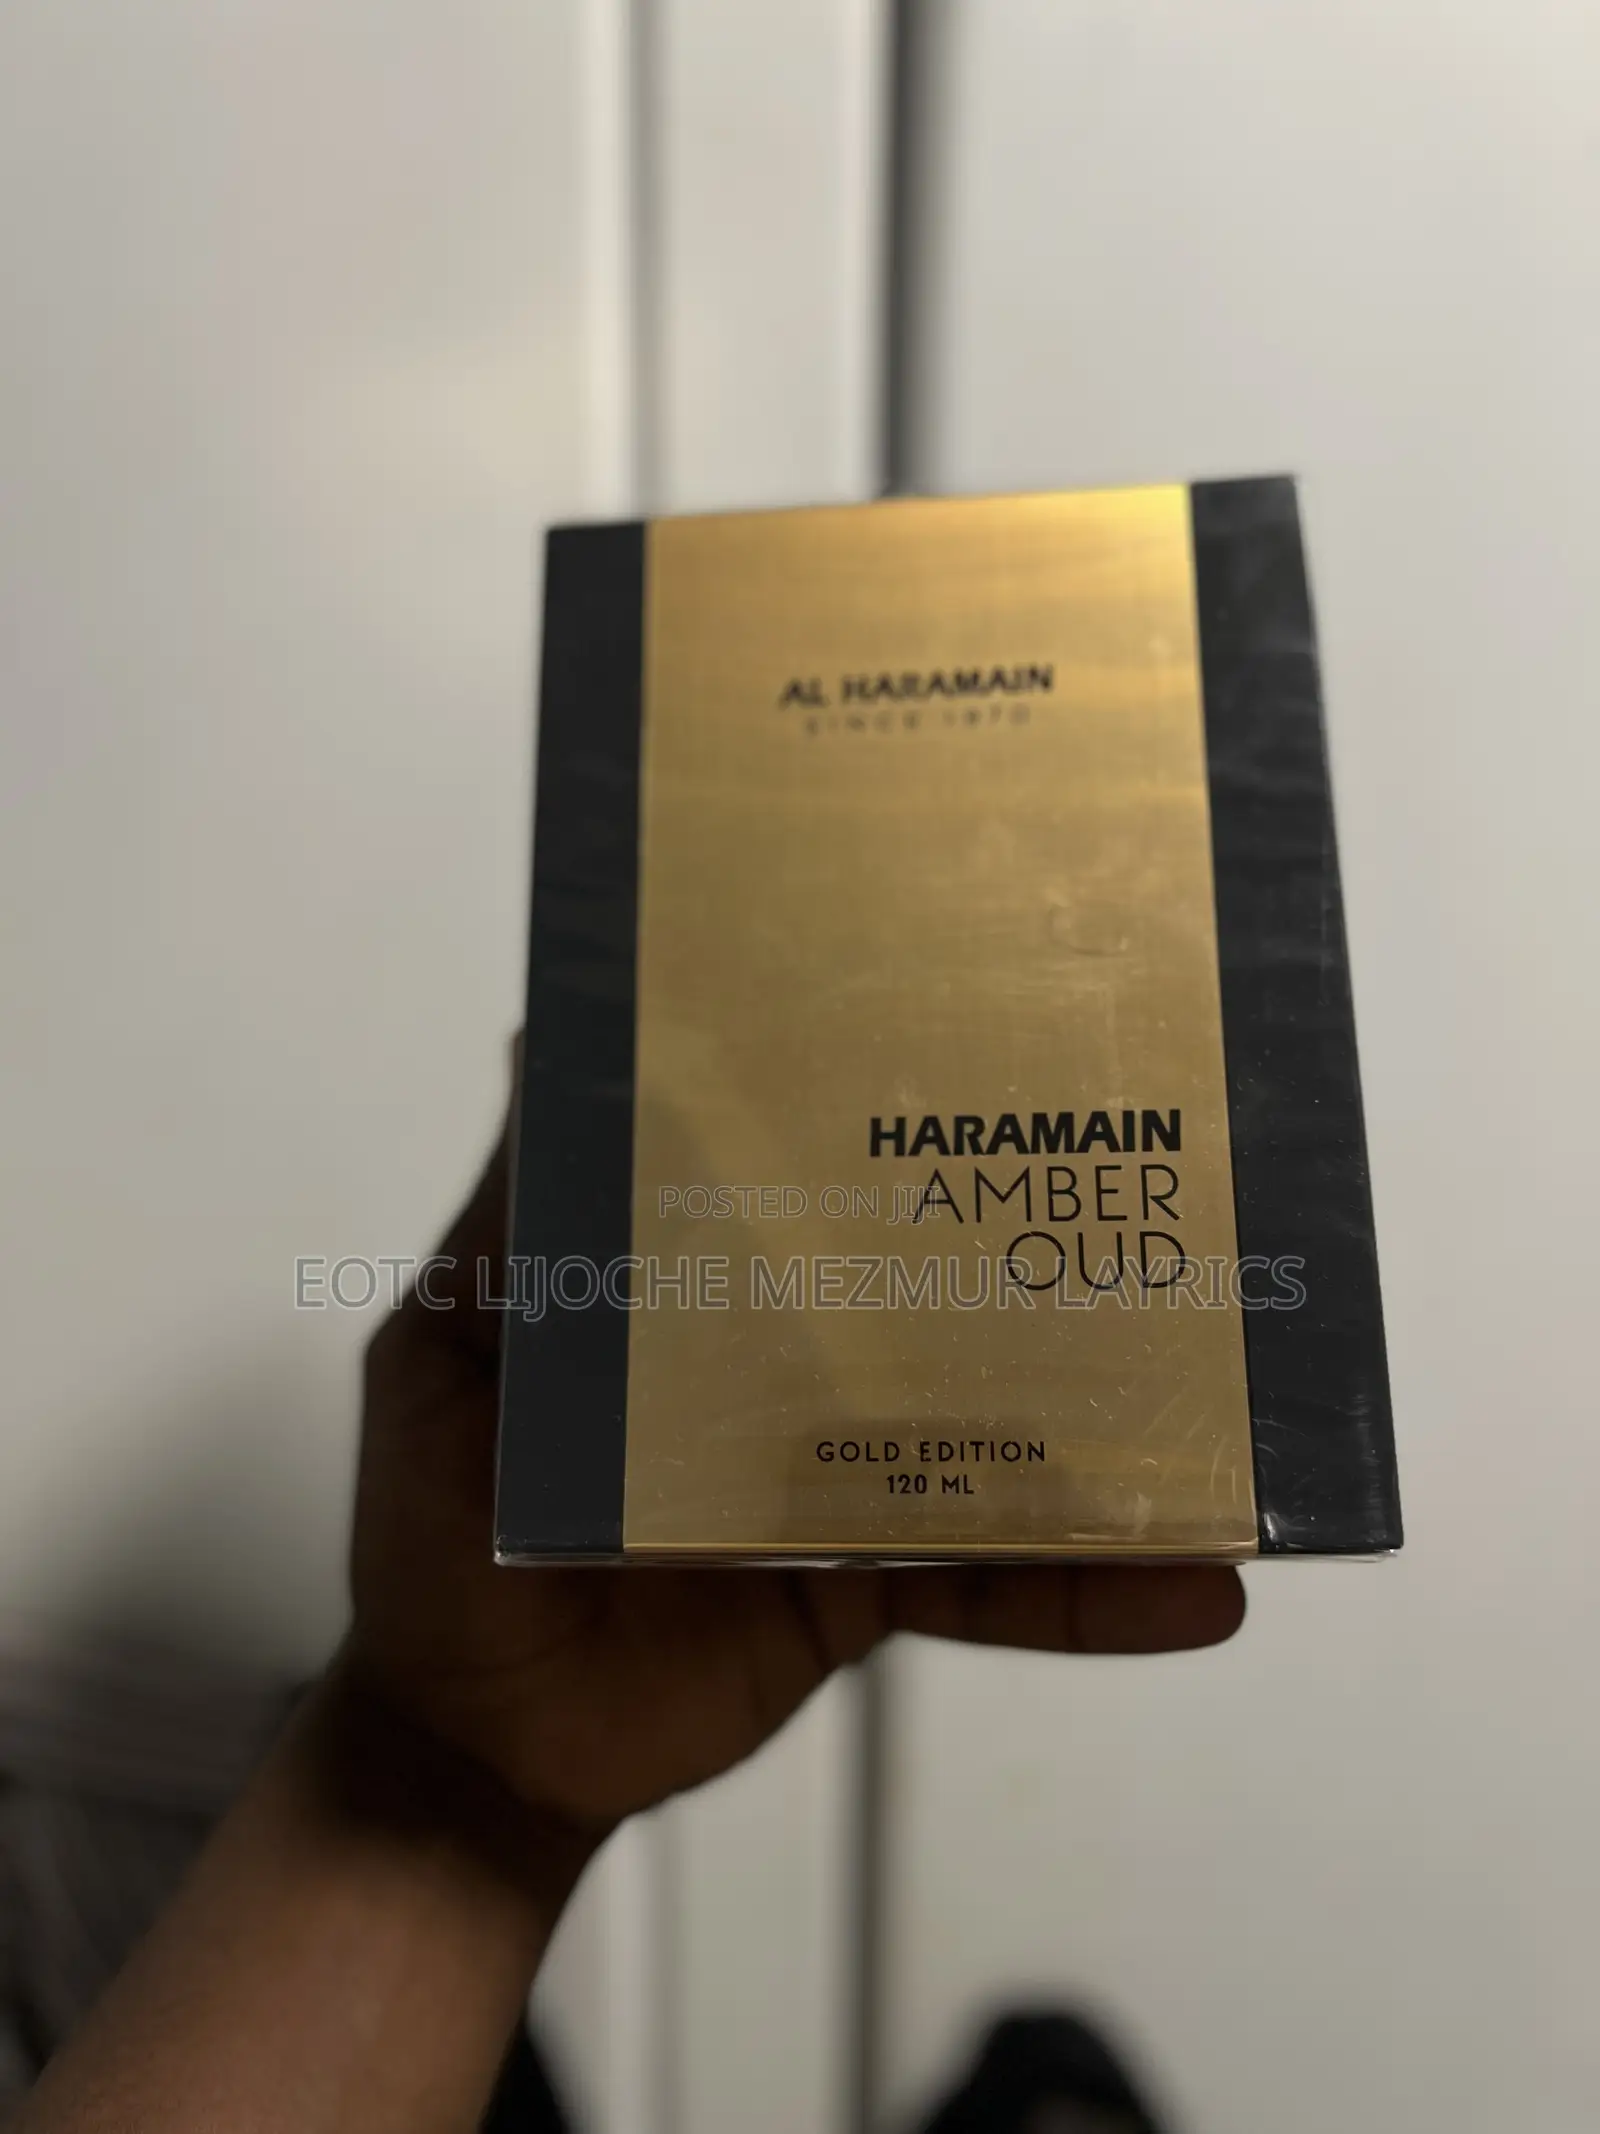 AL HARAMAIN
SINCE 1970
HARAMAIN
AMBER
POSTED ON JIJI
OUD
EOTC LIJOCHE MEZMUR LAYRICS
GOLD EDITION
120 ML